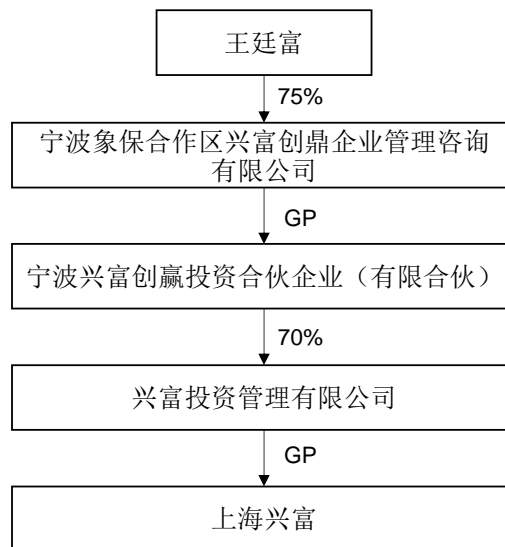 王廷富
75%
宁波象保合作区兴富创鼎企业管理咨询
有限公司
GP
宁波兴富创赢投资合伙企业（有限合伙）
70%
兴富投资管理有限公司
GP
上海兴富